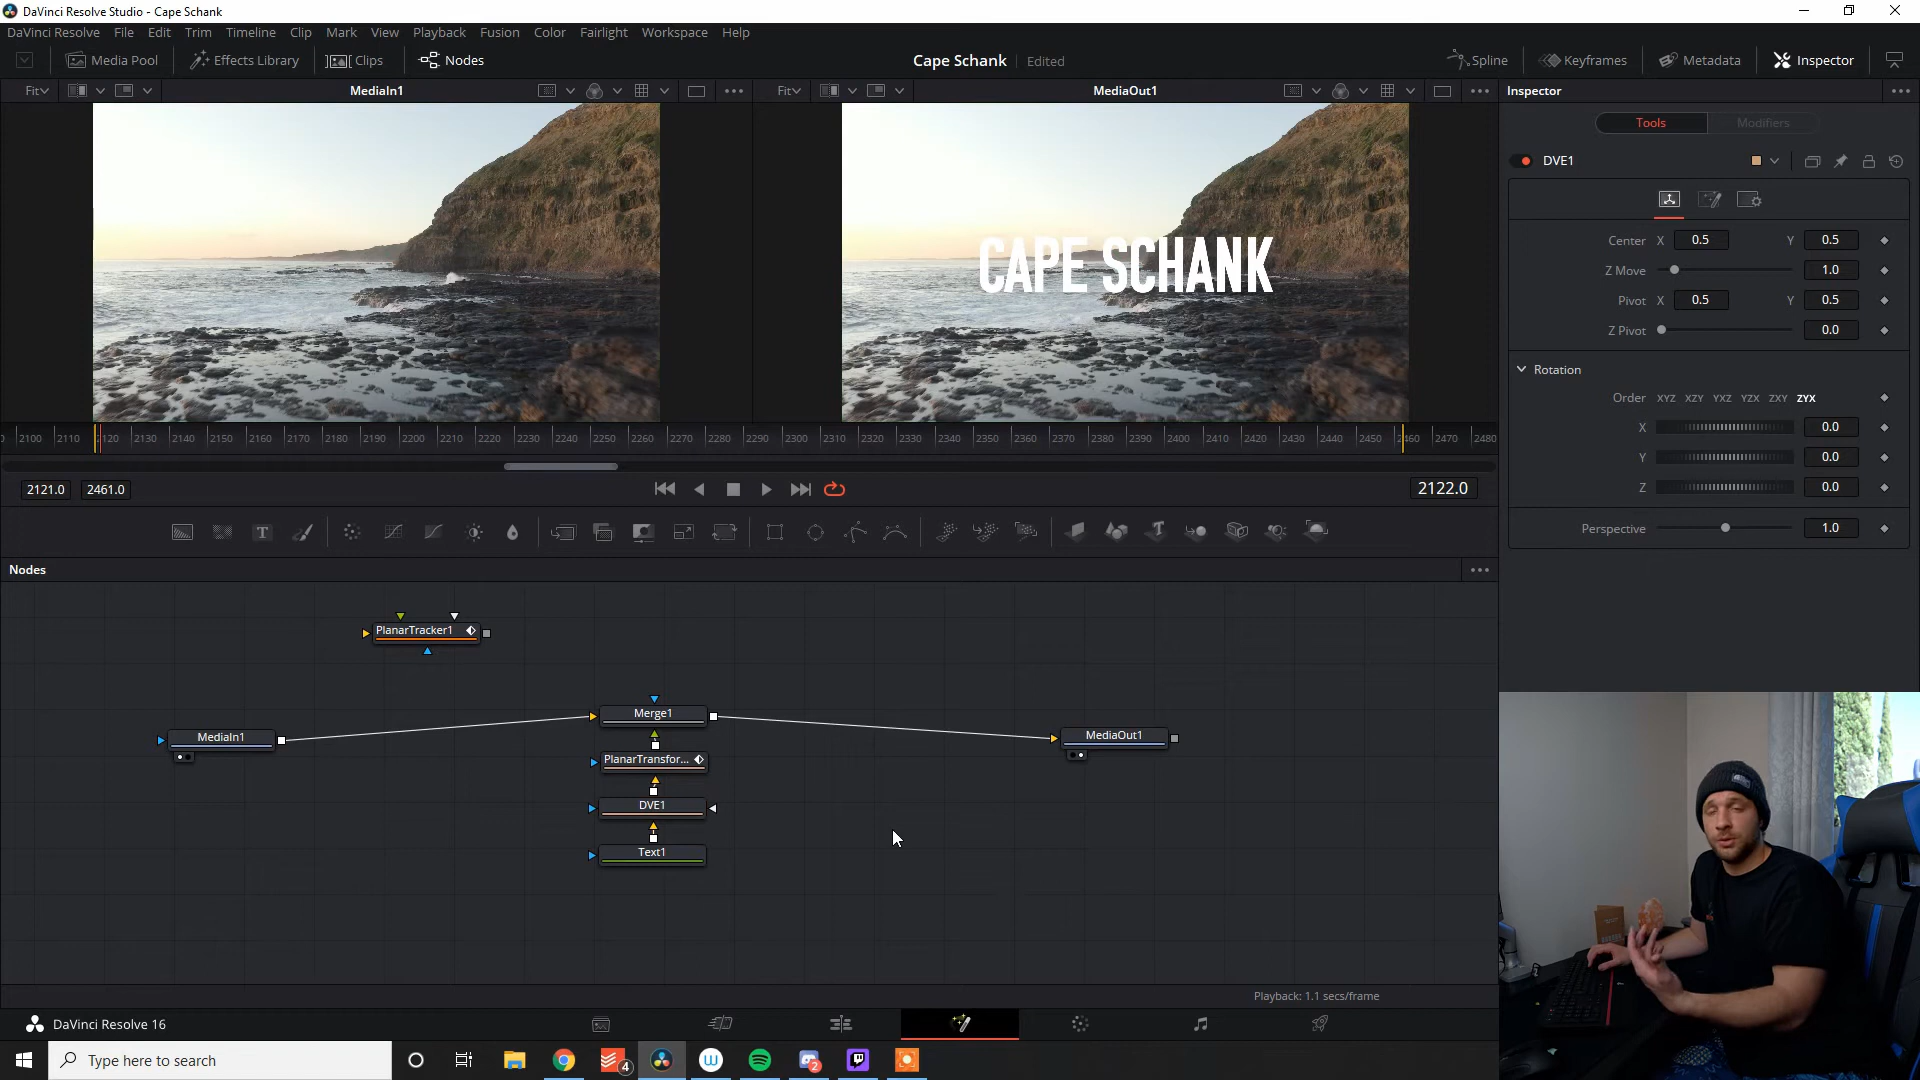 DaVinci Resolve Studio - Cape Schank
DaVinci Resolve File Edit Trim Timeline Clip Mark View Playback Fusion Color Fairlight Workspace Help
Media Pool Effects Library Clips Nodes Cape Schank Edited Spline Keyframes Metadata Inspector
Fit MediaIn1 Fit MediaOut1 Inspector
Tools Modifiers
DVE1
CAPE SCHANK
Center X 0.5 Y 0.5
Z Move 1.0
Pivot X 0.5 Y 0.5
Z Pivot 0.0
Rotation
Order XYZ XZY YXZ YZX ZXY ZYX
X 0.0
Y 0.0
Z 0.0
Perspective 1.0
2100 2110 2120 2130 2140 2150 2160 2170 2180 2190 2200 2210 2220 2230 2240 2250 2260 2270 2280 2290 2300 2310 2320 2330 2340 2350 2360 2370 2380 2390 2400 2410 2420 2430 2440 2450 2460 2470 2480
2121.0 2461.0 2122.0
Nodes
PlanarTracker1
Merge1
MediaIn1
MediaOut1
PlanarTransfor...
DVE1
Text1
Playback: 1.1 secs/frame
DaVinci Resolve 16
Type here to search
4
2